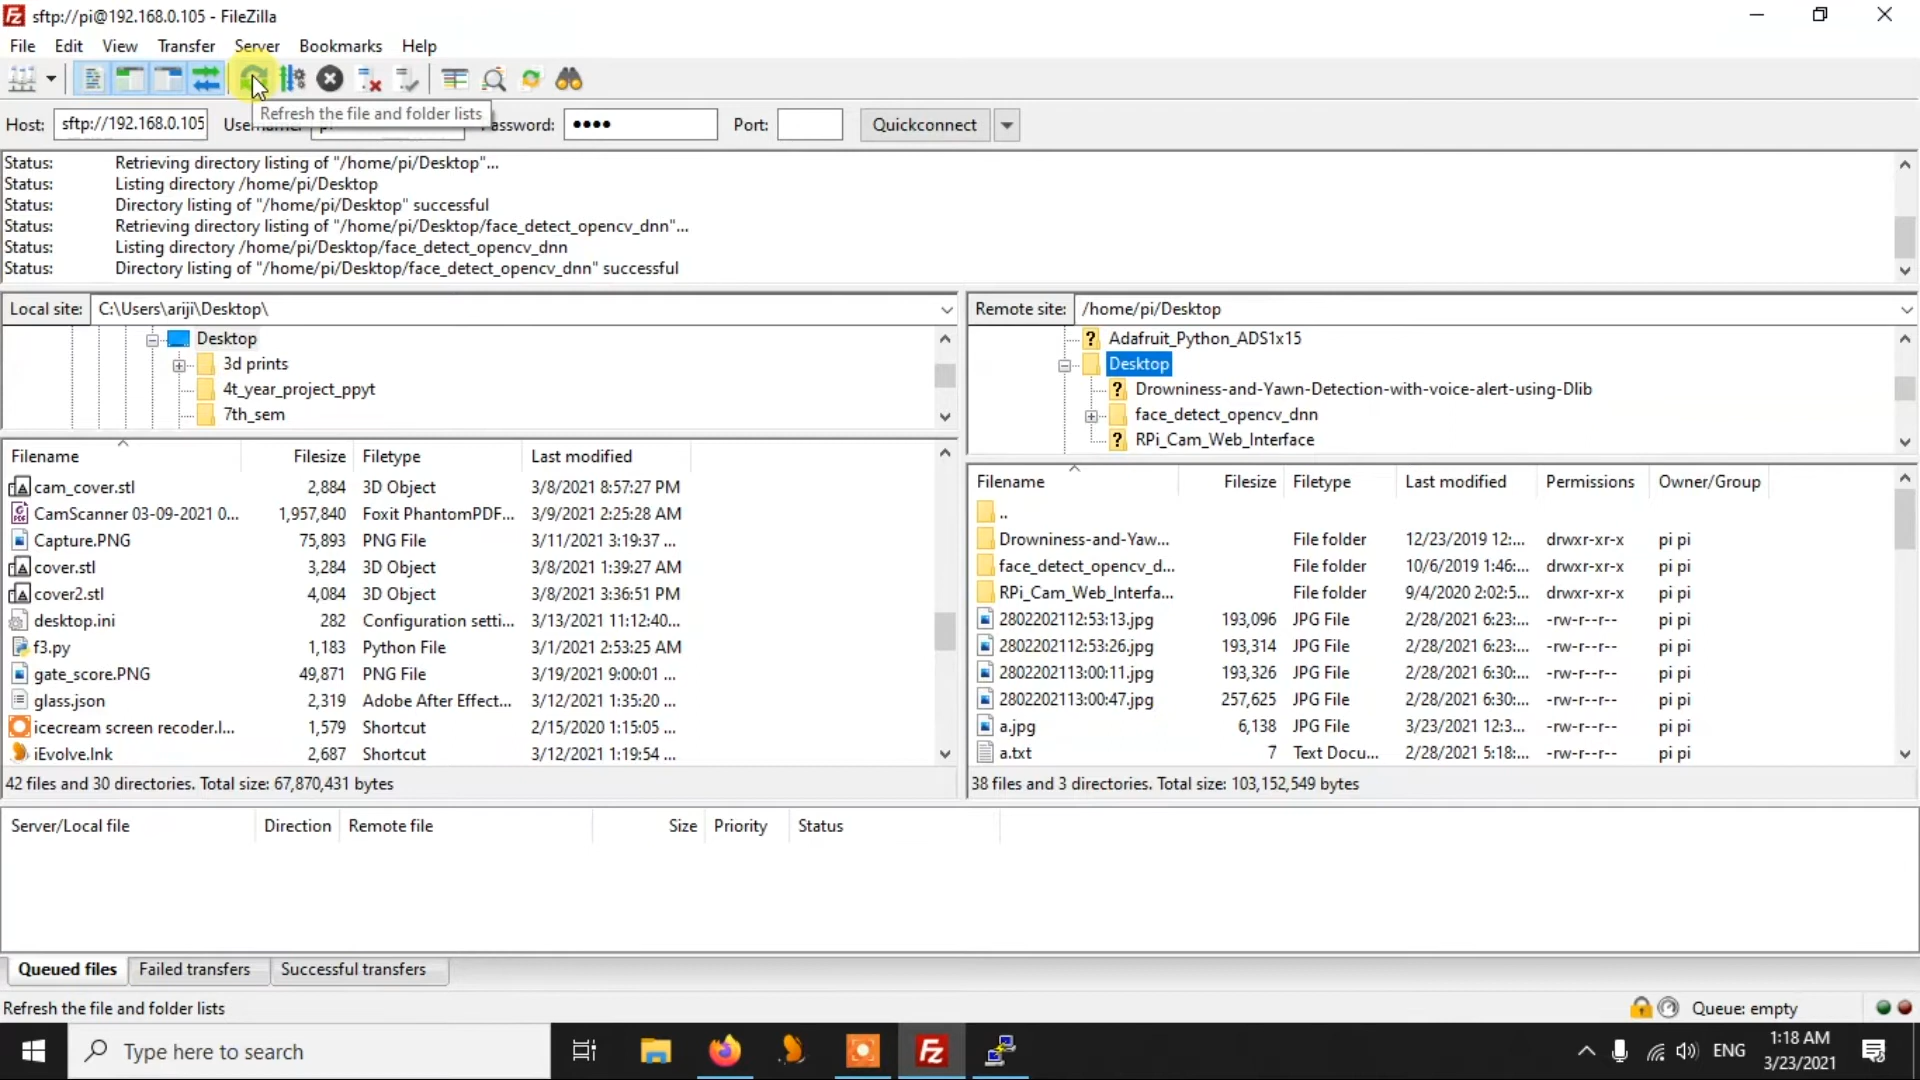 sftp://pi@192.168.0.105 - FileZilla
File Edit View Transfer Server Bookmarks Help
Refresh the file and folder lists
Host: sftp://192.168.0.105 Password: •••• Port: Quickconnect
Status: Retrieving directory listing of "/home/pi/Desktop"...
Status: Listing directory /home/pi/Desktop
Status: Directory listing of "/home/pi/Desktop" successful
Status: Retrieving directory listing of "/home/pi/Desktop/face_detect_opencv_dnn"...
Status: Listing directory /home/pi/Desktop/face_detect_opencv_dnn
Status: Directory listing of "/home/pi/Desktop/face_detect_opencv_dnn" successful
Local site: C:\Users\ariji\Desktop\
Desktop
3d prints
4t_year_project_ppyt
7th_sem
Filename Filesize Filetype Last modified
cam_cover.stl 2,884 3D Object 3/8/2021 8:57:27 PM
CamScanner 03-09-2021 0... 1,957,840 Foxit PhantomPDF... 3/9/2021 2:25:28 AM
Capture.PNG 75,893 PNG File 3/11/2021 3:19:37 ...
cover.stl 3,284 3D Object 3/8/2021 1:39:27 AM
cover2.stl 4,084 3D Object 3/8/2021 3:36:51 PM
desktop.ini 282 Configuration setti... 3/13/2021 11:12:40...
f3.py 1,183 Python File 3/1/2021 2:53:25 AM
gate_score.PNG 49,871 PNG File 3/19/2021 9:00:01 ...
glass.json 2,319 Adobe After Effect... 3/12/2021 1:35:20 ...
icecream screen recoder.l... 1,579 Shortcut 2/15/2020 1:15:05 ...
iEvolve.lnk 2,687 Shortcut 3/12/2021 1:19:54 ...
42 files and 30 directories. Total size: 67,870,431 bytes
Remote site: /home/pi/Desktop
Adafruit_Python_ADS1x15
Desktop
Drowniness-and-Yawn-Detection-with-voice-alert-using-Dlib
face_detect_opencv_dnn
RPi_Cam_Web_Interface
Filename Filesize Filetype Last modified Permissions Owner/Group
..
Drowniness-and-Yaw... File folder 12/23/2019 12:... drwxr-xr-x pi pi
face_detect_opencv_d... File folder 10/6/2019 1:46:... drwxr-xr-x pi pi
RPi_Cam_Web_Interfa... File folder 9/4/2020 2:02:5... drwxr-xr-x pi pi
2802202112:53:13.jpg 193,096 JPG File 2/28/2021 6:23:... -rw-r--r-- pi pi
2802202112:53:26.jpg 193,314 JPG File 2/28/2021 6:23:... -rw-r--r-- pi pi
2802202113:00:11.jpg 193,326 JPG File 2/28/2021 6:30:... -rw-r--r-- pi pi
2802202113:00:47.jpg 257,625 JPG File 2/28/2021 6:30:... -rw-r--r-- pi pi
a.jpg 6,138 JPG File 3/23/2021 12:3... -rw-r--r-- pi pi
a.txt 7 Text Docu... 2/28/2021 5:18:... -rw-r--r-- pi pi
38 files and 3 directories. Total size: 103,152,549 bytes
Server/Local file Direction Remote file Size Priority Status
Queued files Failed transfers Successful transfers
Refresh the file and folder lists
Queue: empty
Type here to search
ENG
1:18 AM
3/23/2021